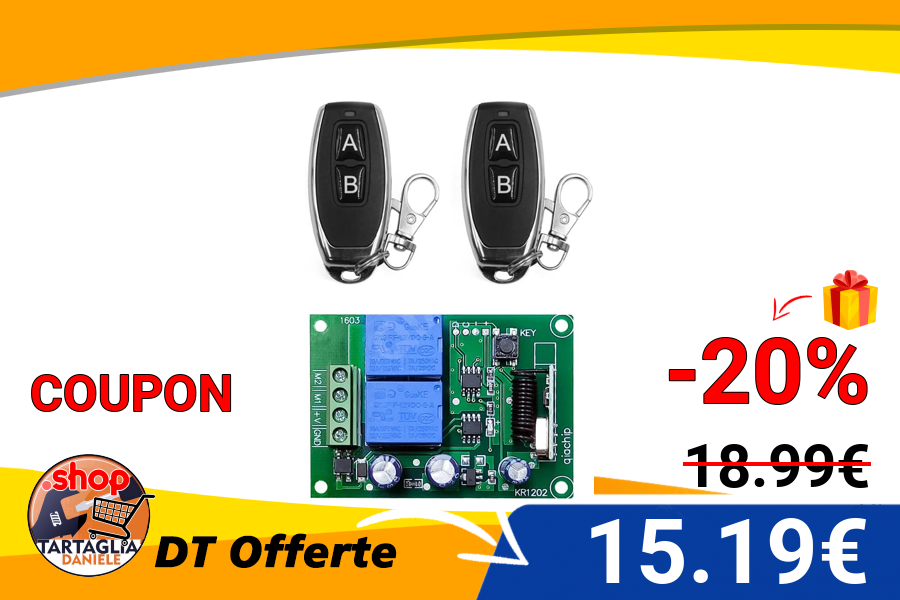 A
B
A
B
1603
KEY
M2
M1
+V
GND
qiachip
KR1202
COUPON
-20%
18.99€
15.19€
.shop
TARTAGLIA
DANIELE
DT Offerte